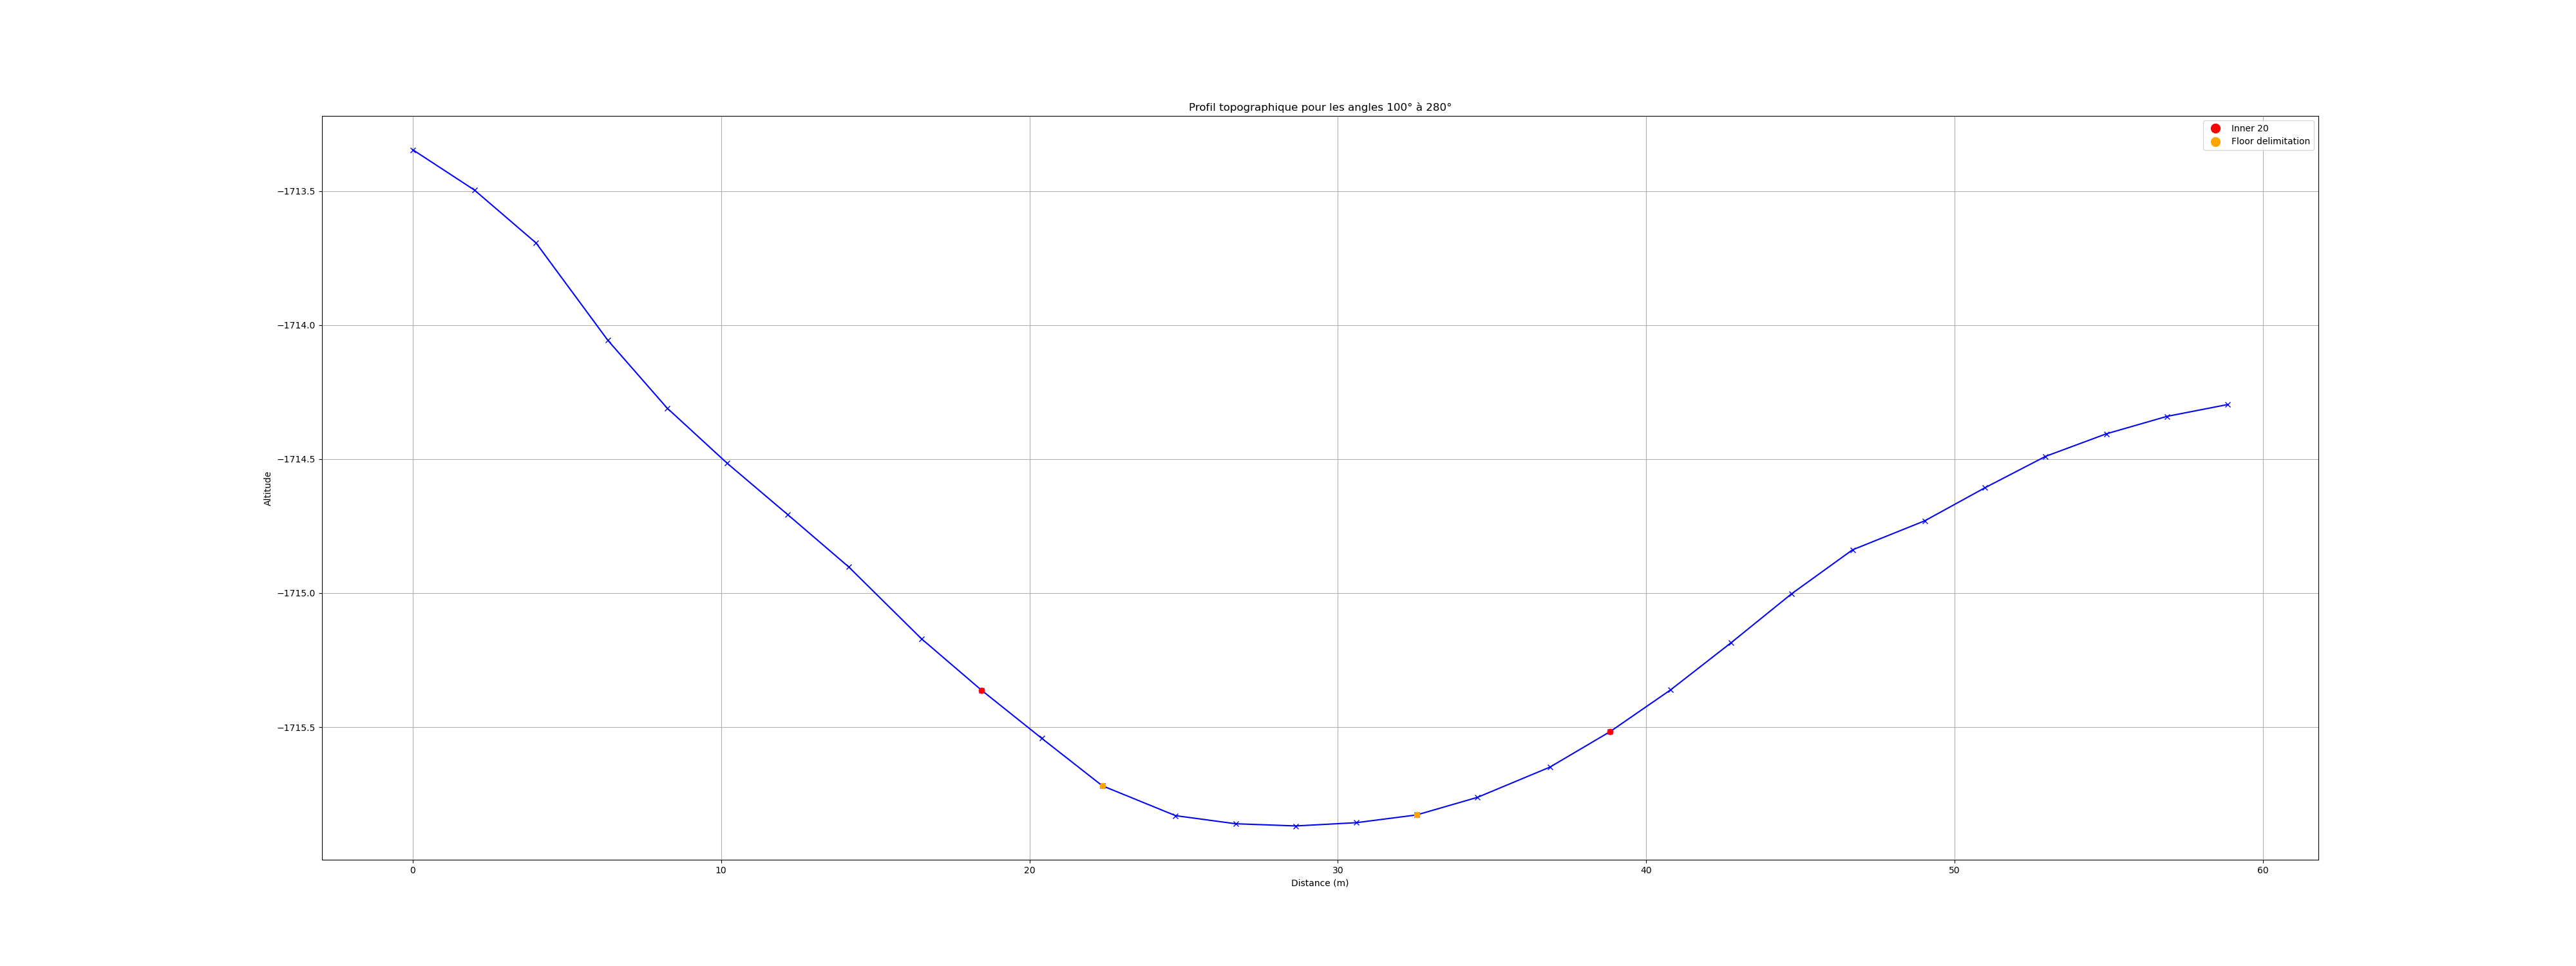 Profil topographique pour les angles 100° à 280°
Inner 20
Floor delimitation
Altitude
−1713.5
−1714.0
−1714.5
−1715.0
−1715.5
0 10 20 30 40 50 60
Distance (m)